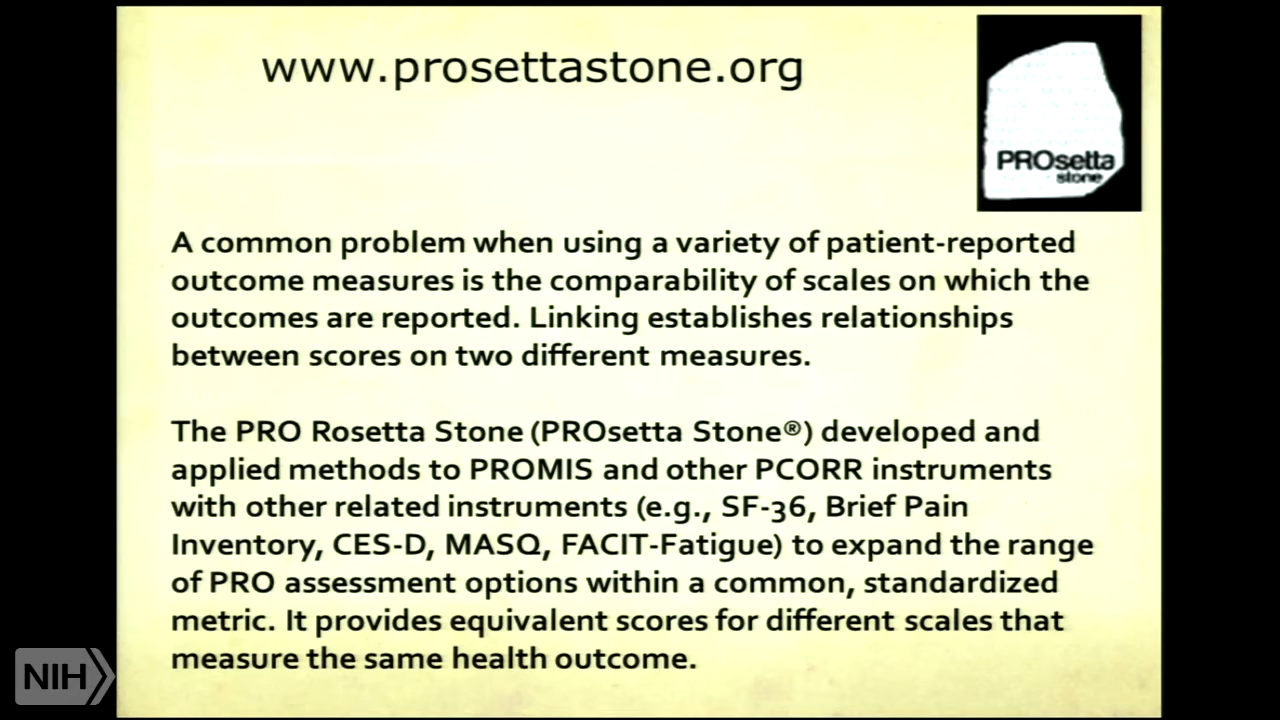 www.prosettastone.org
PROsetta
stone
A common problem when using a variety of patient-reported
outcome measures is the comparability of scales on which the
outcomes are reported. Linking establishes relationships
between scores on two different measures.
The PRO Rosetta Stone (PROsetta Stone®) developed and
applied methods to PROMIS and other PCORR instruments
with other related instruments (e.g., SF-36, Brief Pain
Inventory, CES-D, MASQ, FACIT-Fatigue) to expand the range
of PRO assessment options within a common, standardized
metric. It provides equivalent scores for different scales that
measure the same health outcome.
NIH